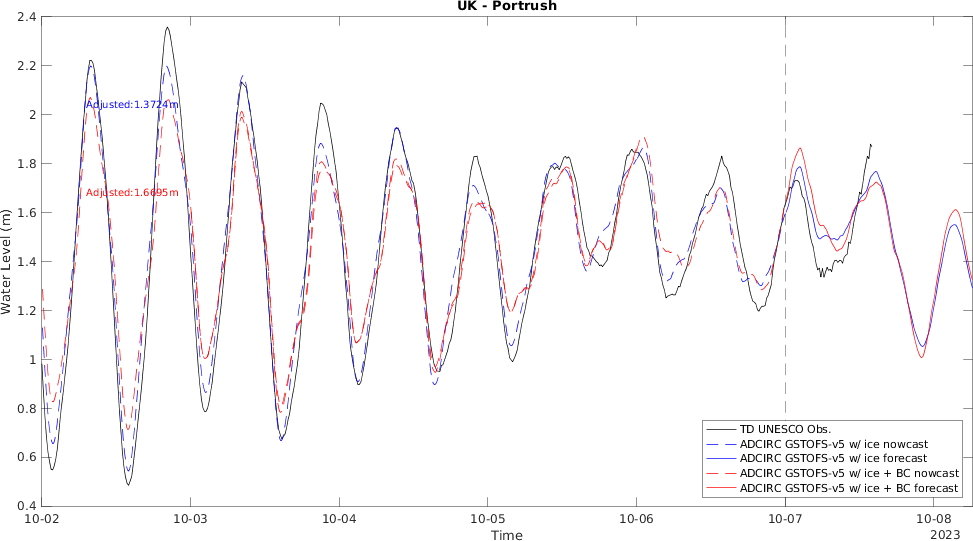 UK - Portrush
2.4
2.2
2
1.8
1.6
1.4
1.2
1
0.8
0.6
0.4
Water Level (m)
Adjusted:1.3724m
Adjusted:1.6695m
TD UNESCO Obs.
ADCIRC GSTOFS-v5 w/ ice nowcast
ADCIRC GSTOFS-v5 w/ ice forecast
ADCIRC GSTOFS-v5 w/ ice + BC nowcast
ADCIRC GSTOFS-v5 w/ ice + BC forecast
10-02 10-03 10-04 10-05 10-06 10-07 10-08
Time
2023